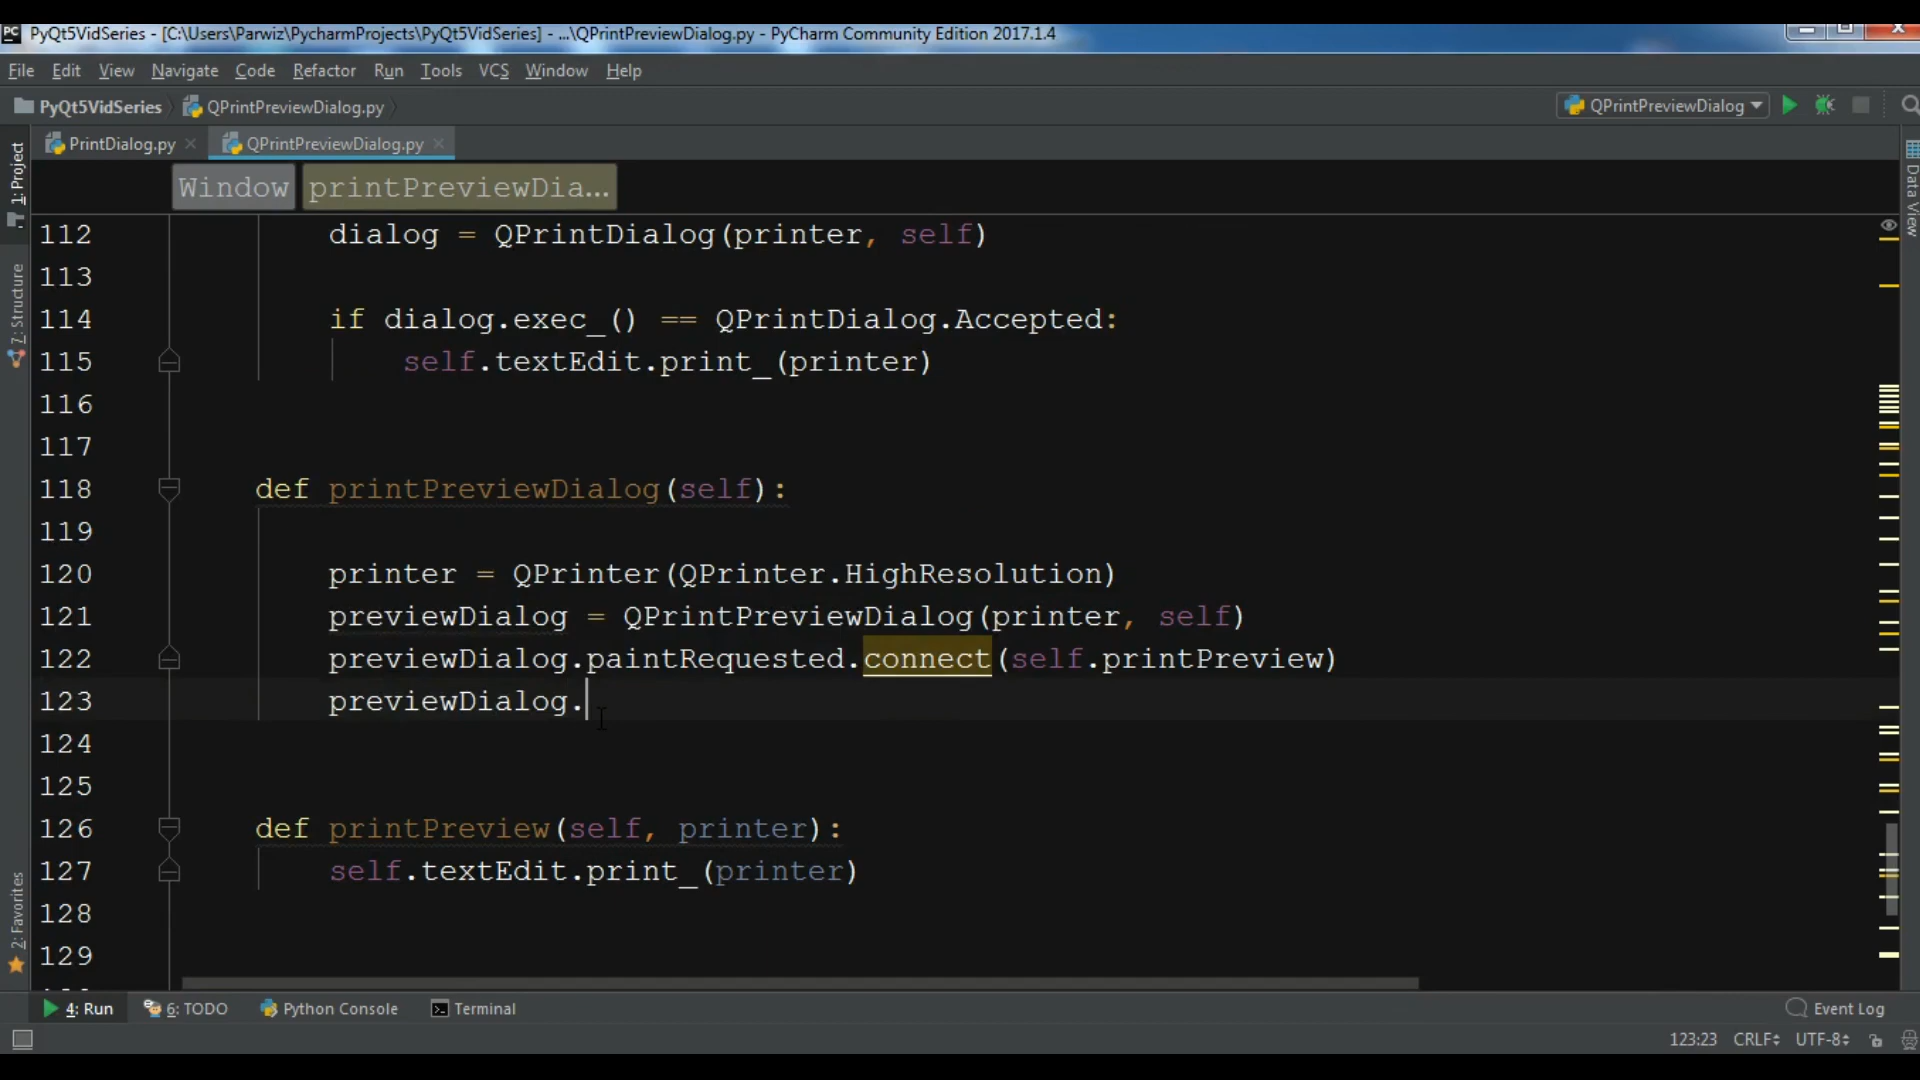 PC PyQt5VidSeries - [C:\Users\Parwiz\PycharmProjects\PyQt5VidSeries] - ...\QPrintPreviewDialog.py - PyCharm Community Edition 2017.1.4
File Edit View Navigate Code Refactor Run Tools VCS Window Help
PyQt5VidSeries QPrintPreviewDialog.py QPrintPreviewDialog
PrintDialog.py QPrintPreviewDialog.py
1: Project
7: Structure
2: Favorites
Data View
Window printPreviewDia...
112 dialog = QPrintDialog(printer, self)
113
114 if dialog.exec_() == QPrintDialog.Accepted:
115 self.textEdit.print_(printer)
116
117
118 def printPreviewDialog(self):
119
120 printer = QPrinter(QPrinter.HighResolution)
121 previewDialog = QPrintPreviewDialog(printer, self)
122 previewDialog.paintRequested.connect(self.printPreview)
123 previewDialog.
124
125
126 def printPreview(self, printer):
127 self.textEdit.print_(printer)
128
129
4: Run 6: TODO Python Console Terminal Event Log
123:23 CRLF UTF-8